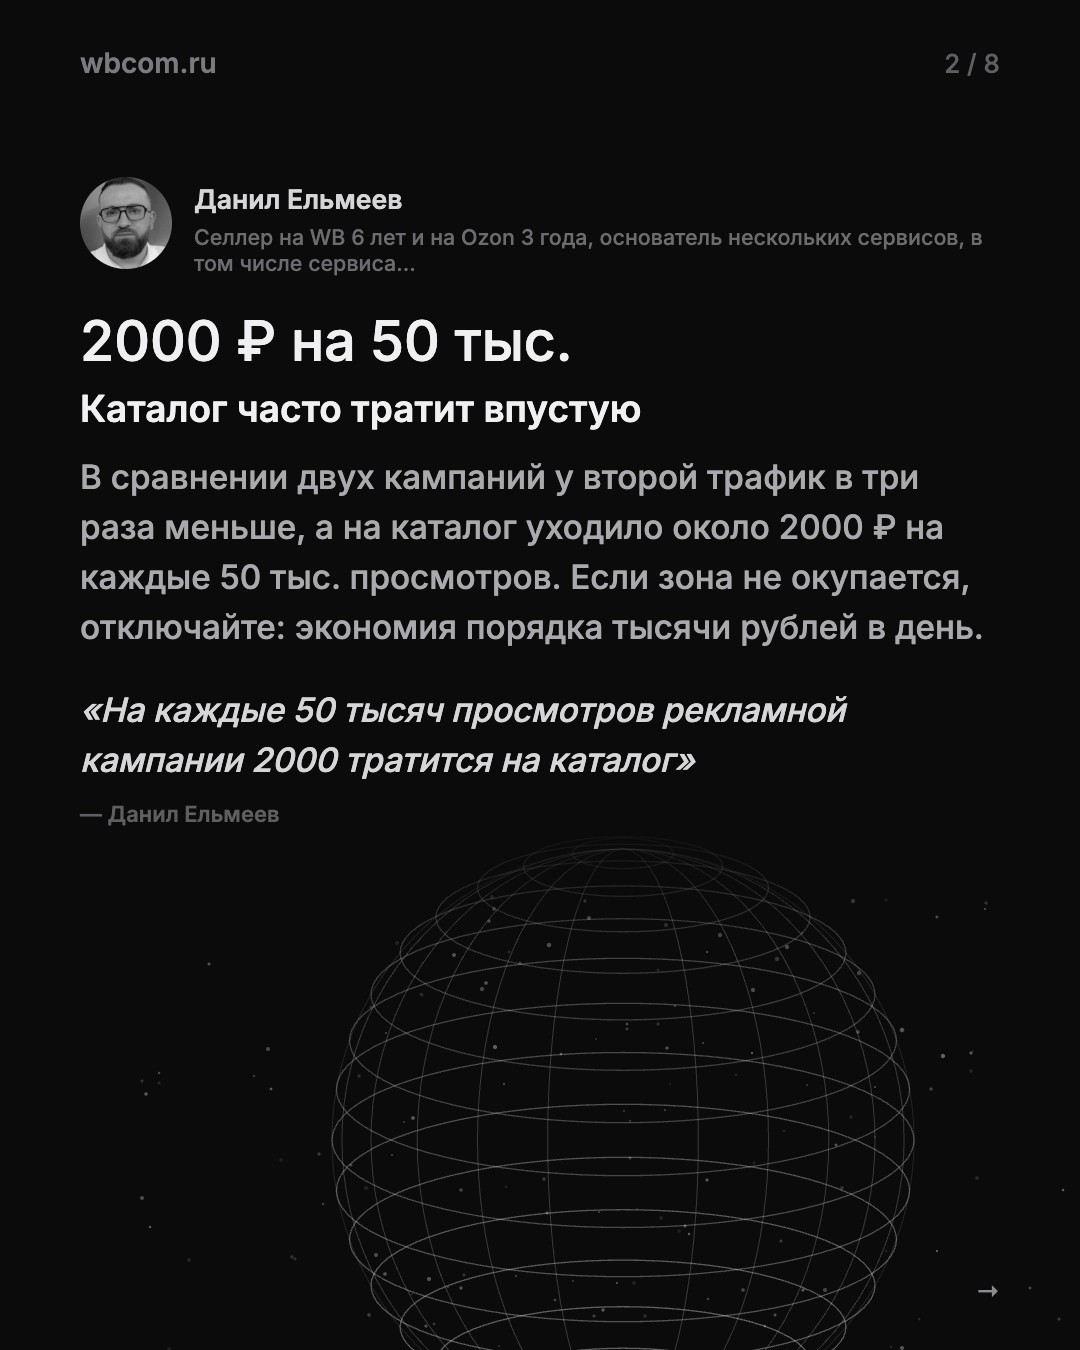 wbcom.ru
2 / 8
Данил Ельмеев
Селлер на WB 6 лет и на Ozon 3 года, основатель нескольких сервисов, в
том числе сервиса...
2000 ₽ на 50 тыс.
Каталог часто тратит впустую
В сравнении двух кампаний у второй трафик в три
раза меньше, а на каталог уходило около 2000 ₽ на
каждые 50 тыс. просмотров. Если зона не окупается,
отключайте: экономия порядка тысячи рублей в день.
«На каждые 50 тысяч просмотров рекламной
кампании 2000 тратится на каталог»
— Данил Ельмеев
→